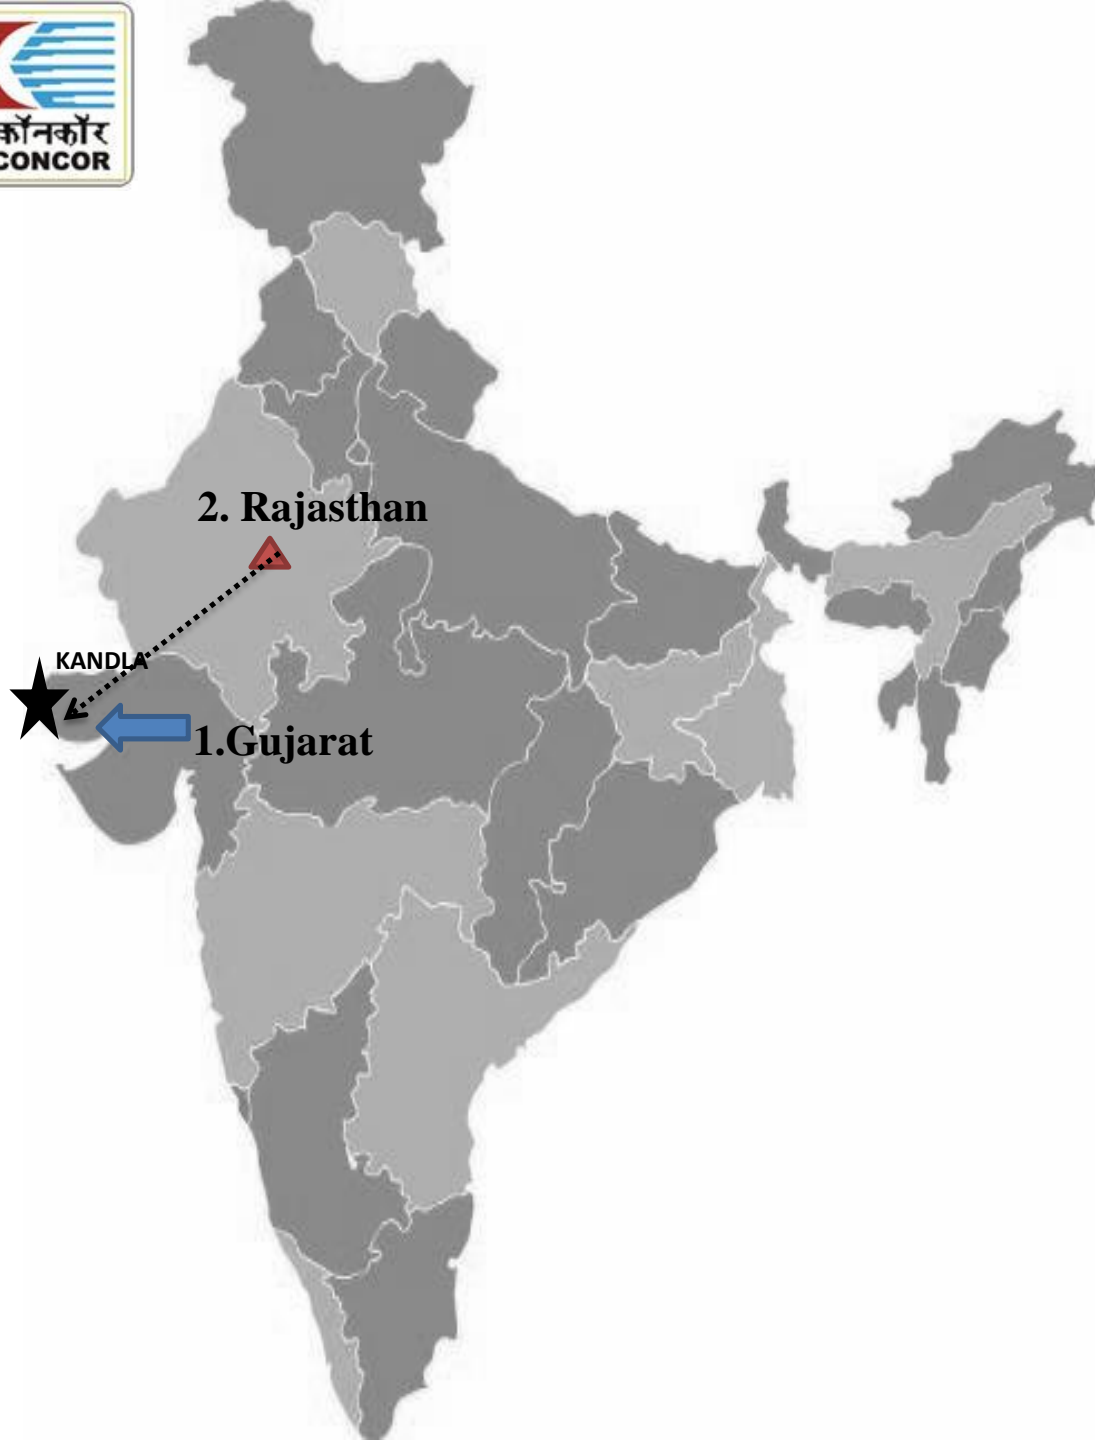 कॉनकॉर
CONCOR
2. Rajasthan
KANDLA
1.Gujarat